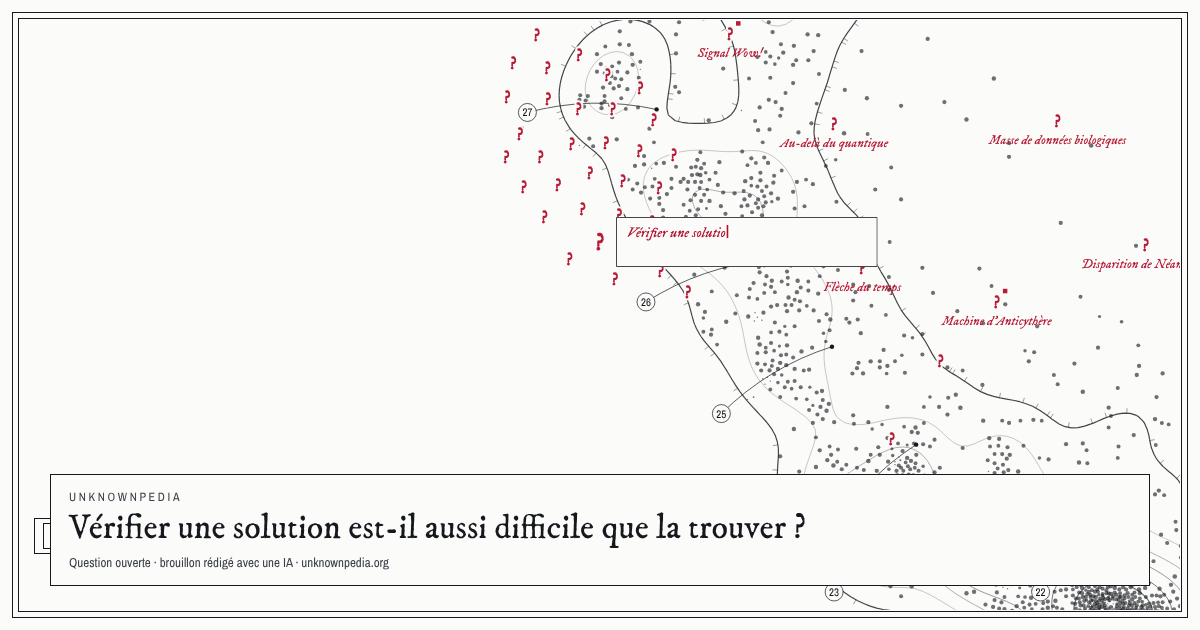 Signal Wow!
27
Au-delà du quantique
Masse de données biologiques
Vérifier une solutio
Disparition de Néan
Flèche du temps
26
Machine d'Anticythère
25
UNKNOWNPEDIA
Vérifier une solution est-il aussi difficile que la trouver ?
Question ouverte · brouillon rédigé avec une IA · unknownpedia.org
23
22